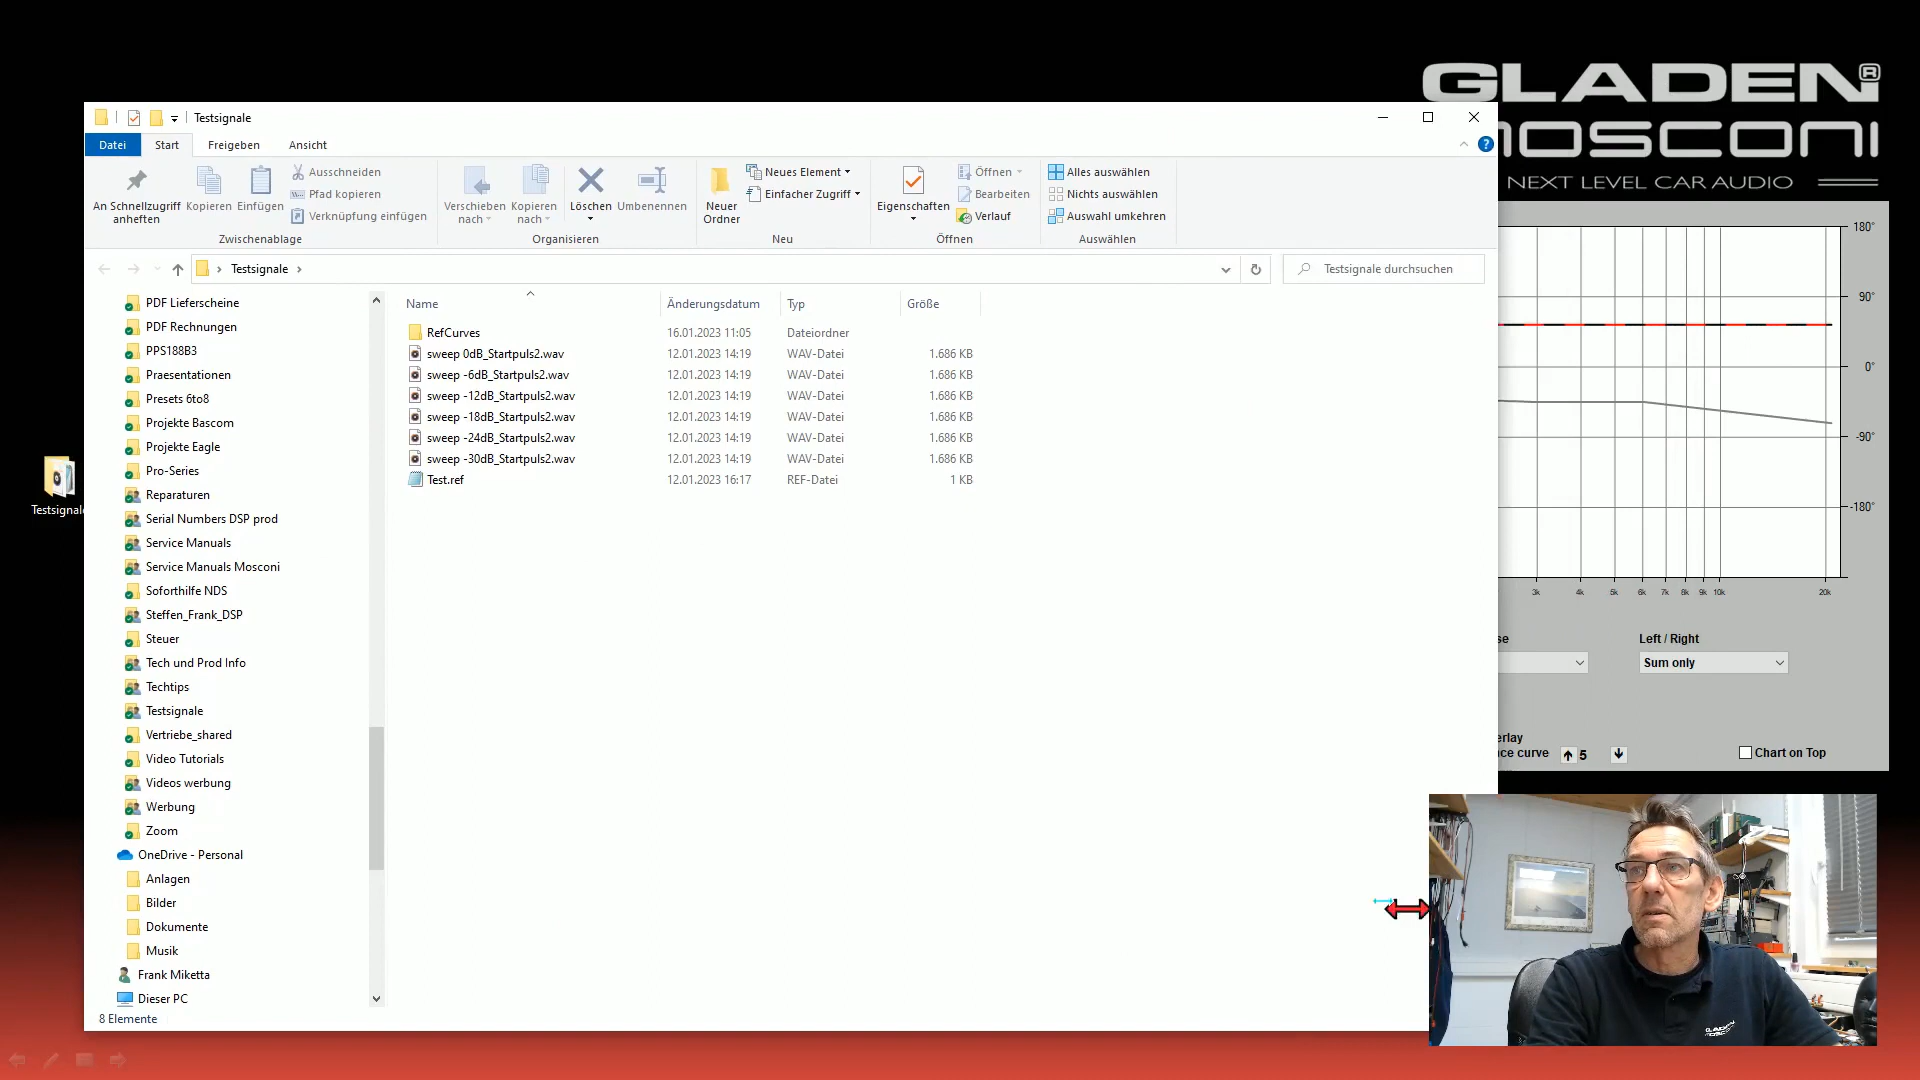 GLADEN®
MOSCONI
NEXT LEVEL CAR AUDIO
Testsignale
Datei
Start
Freigeben
Ansicht
?
An Schnellzugriff
anheften
Kopieren
Einfügen
Ausschneiden
Pfad kopieren
Verknüpfung einfügen
Zwischenablage
Verschieben
nach
Kopieren
nach
Löschen
Umbenennen
Organisieren
Neuer
Ordner
Neues Element
Einfacher Zugriff
Neu
Eigenschaften
Öffnen
Bearbeiten
Verlauf
Öffnen
Alles auswählen
Nichts auswählen
Auswahl umkehren
Auswählen
Testsignale
Testsignale durchsuchen
PDF Lieferscheine
PDF Rechnungen
PPS188B3
Praesentationen
Presets 6to8
Projekte Bascom
Projekte Eagle
Pro-Series
Reparaturen
Serial Numbers DSP prod
Service Manuals
Service Manuals Mosconi
Soforthilfe NDS
Steffen_Frank_DSP
Steuer
Tech und Prod Info
Techtips
Testsignale
Vertriebe_shared
Video Tutorials
Videos werbung
Werbung
Zoom
OneDrive - Personal
Anlagen
Bilder
Dokumente
Musik
Frank Miketta
Dieser PC
8 Elemente
Name Änderungsdatum Typ Größe
RefCurves 16.01.2023 11:05 Dateiordner
sweep 0dB_Startpuls2.wav 12.01.2023 14:19 WAV-Datei 1.686 KB
sweep -6dB_Startpuls2.wav 12.01.2023 14:19 WAV-Datei 1.686 KB
sweep -12dB_Startpuls2.wav 12.01.2023 14:19 WAV-Datei 1.686 KB
sweep -18dB_Startpuls2.wav 12.01.2023 14:19 WAV-Datei 1.686 KB
sweep -24dB_Startpuls2.wav 12.01.2023 14:19 WAV-Datei 1.686 KB
sweep -30dB_Startpuls2.wav 12.01.2023 14:19 WAV-Datei 1.686 KB
Test.ref 12.01.2023 16:17 REF-Datei 1 KB
Testsignale
180°
90°
0°
-90°
-180°
3k 4k 5k 6k 7k 8k 9k 10k 20k
se
Left / Right
Sum only
erlay
ce curve
5
Chart on Top
GLADEN